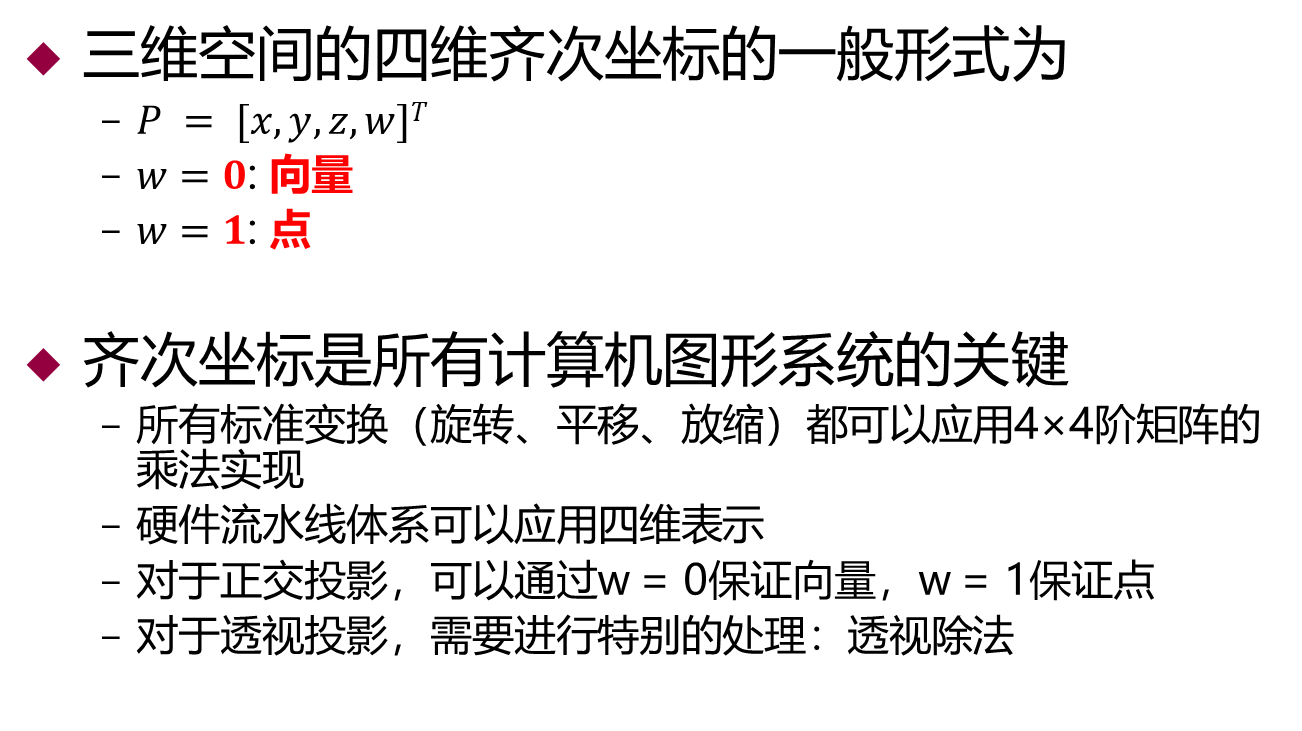 ◆ 三维空间的四维齐次坐标的一般形式为
– P = [x, y, z, w]ᵀ
– w = 0: 向量
– w = 1: 点
◆ 齐次坐标是所有计算机图形系统的关键
– 所有标准变换（旋转、平移、放缩）都可以应用4×4阶矩阵的
乘法实现
– 硬件流水线体系可以应用四维表示
– 对于正交投影，可以通过w = 0保证向量，w = 1保证点
– 对于透视投影，需要进行特别的处理：透视除法